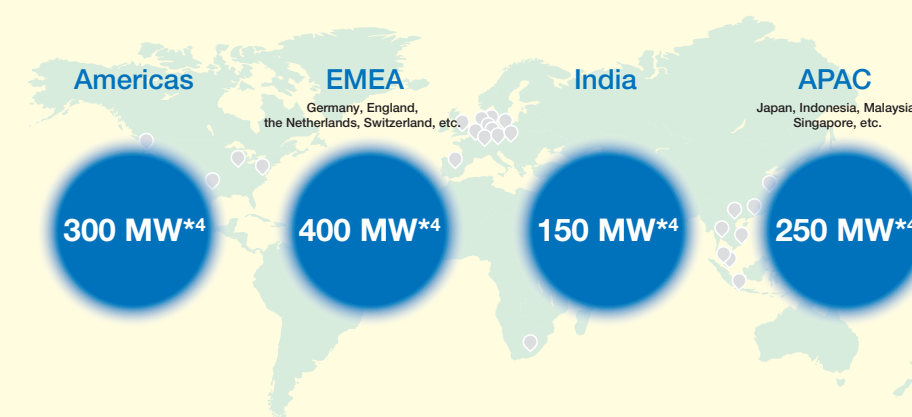 Americas
EMEA
Germany, England,
the Netherlands, Switzerland, etc.
India
APAC
Japan, Indonesia, Malaysia
Singapore, etc.
300 MW*4
400 MW*4
150 MW*4
250 MW*4